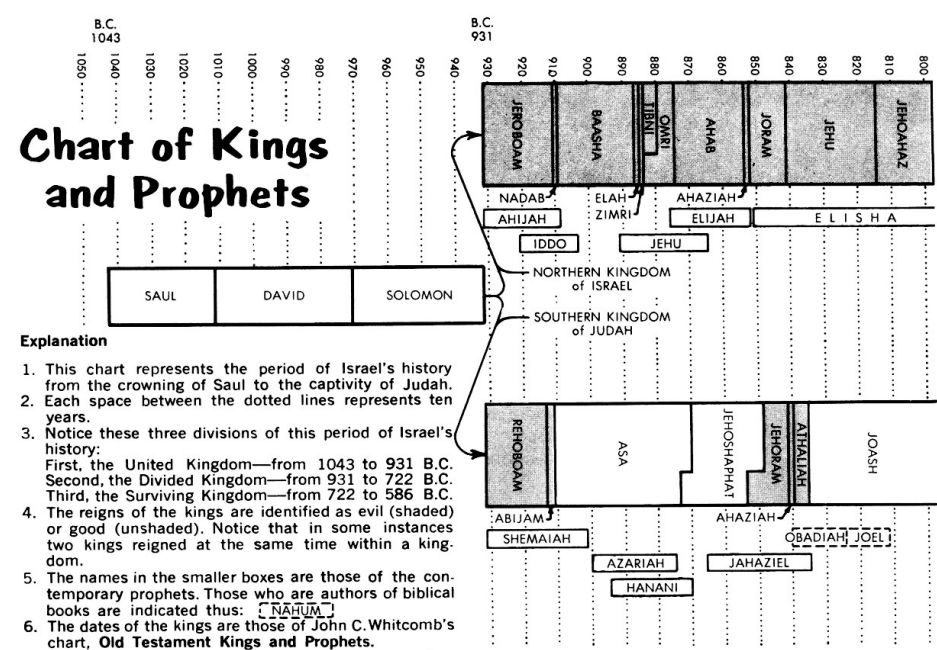 B.C.
1043
B.C.
931
1050
1040
1030
1020
1010
1000
990
980
970
960
950
940
930
920
910
900
890
880
870
860
850
840
830
820
810
800
Chart of Kings
and Prophets
JEROBOAM
BAASHA
TIBNI
OMRI
AHAB
JORAM
JEHU
JEHOAHAZ
NADAB
ELAH
ZIMRI
AHAZIAH
AHIJAH
ELIJAH
ELISHA
IDDO
JEHU
NORTHERN KINGDOM
of ISRAEL
SAUL
DAVID
SOLOMON
SOUTHERN KINGDOM
of JUDAH
REHOBOAM
ASA
JEHOSHAPHAT
JEHORAM
ATHALIAH
JOASH
ABIJAM
AHAZIAH
SHEMAIAH
OBADIAH
JOEL
AZARIAH
JAHAZIEL
HANANI
Explanation
1. This chart represents the period of Israel's history
from the crowning of Saul to the captivity of Judah.
2. Each space between the dotted lines represents ten
years.
3. Notice these three divisions of this period of Israel's
history:
First, the United Kingdom—from 1043 to 931 B.C.
Second, the Divided Kingdom—from 931 to 722 B.C.
Third, the Surviving Kingdom—from 722 to 586 B.C.
4. The reigns of the kings are identified as evil (shaded)
or good (unshaded). Notice that in some instances
two kings reigned at the same time within a king-
dom.
5. The names in the smaller boxes are those of the con-
temporary prophets. Those who are authors of biblical
books are indicated thus: NAHUM
6. The dates of the kings are those of John C. Whitcomb's
chart, Old Testament Kings and Prophets.